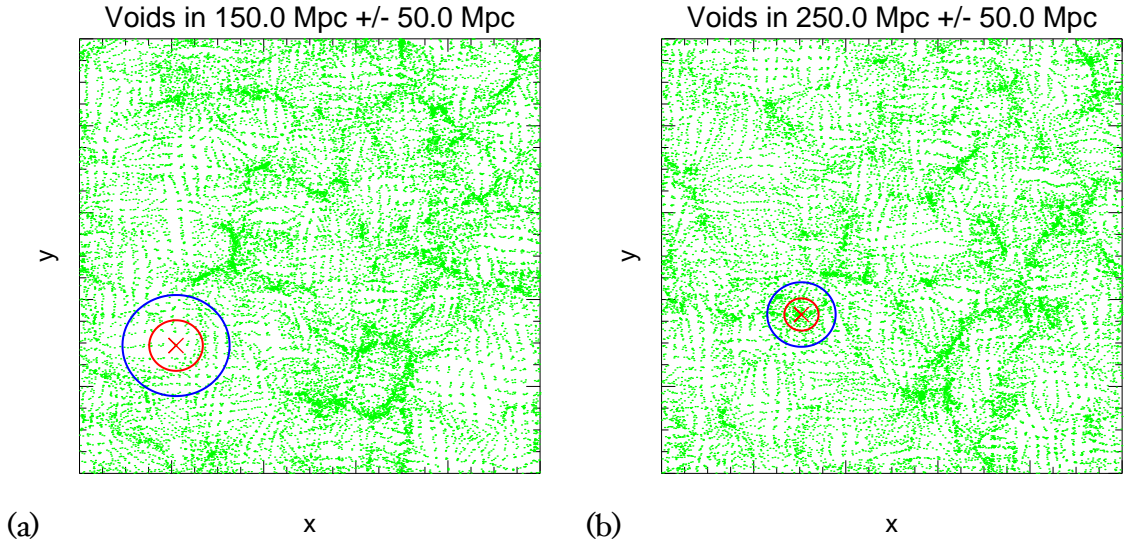 Voids in 150.0 Mpc +/- 50.0 Mpc
y
x
(a)
Voids in 250.0 Mpc +/- 50.0 Mpc
y
x
(b)